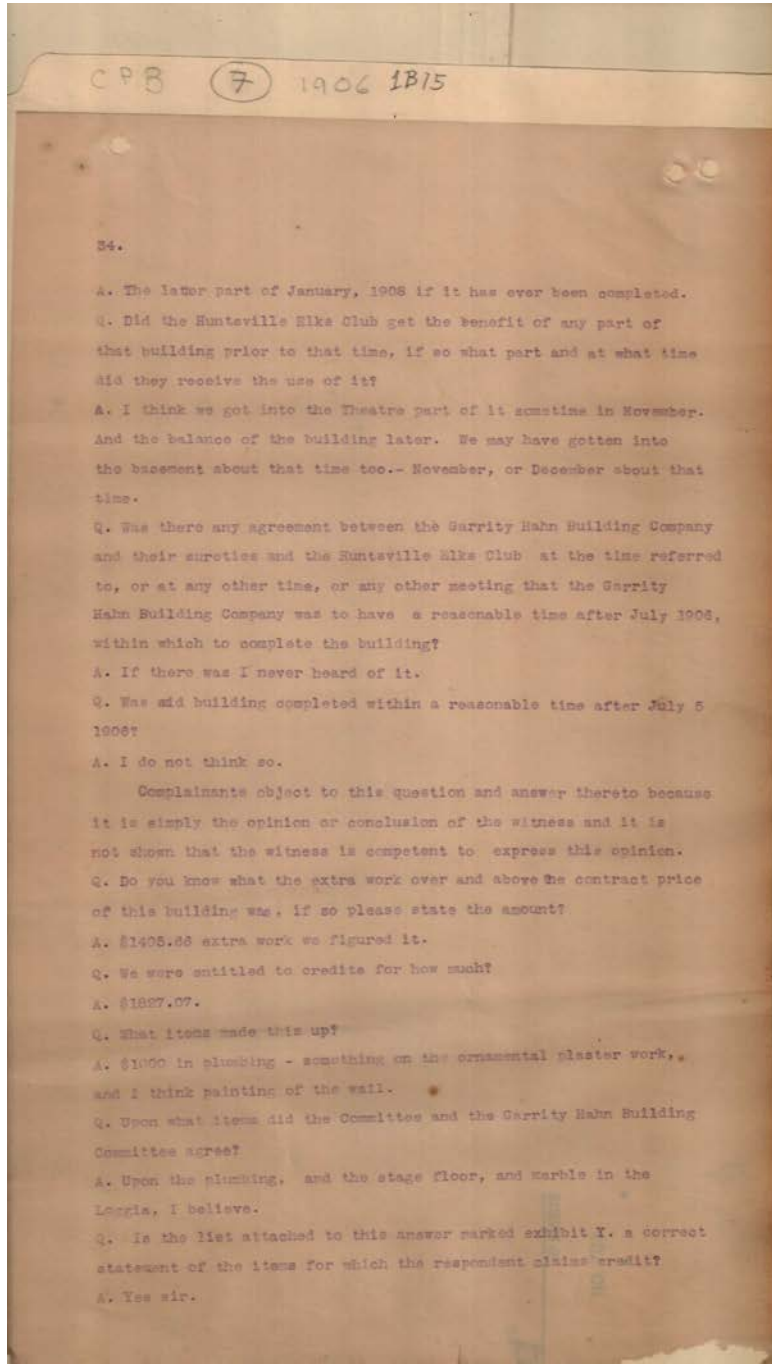 CPB 7 1906 1B15
34.
A. The latter part of January, 1908 if it has ever been completed.
Q. Did the Huntsville Elks Club get the benefit of any part of
that building prior to that time, if so what part and at what time
did they receive the use of it?
A. I think we got into the Theatre part of it sometime in November.
And the balance of the building later. We may have gotten into
the basement about that time too.- November, or December about that
time.
Q. Was there any agreement between the Garrity Hahn Building Company
and their sureties and the Huntsville Elks Club at the time referred
to, or at any other time, or any other meeting that the Garrity
Hahn Building Company was to have a reasonable time after July 1906,
within which to complete the building?
A. If there was I never heard of it.
Q. Was aid building completed within a reasonable time after July 5
1906?
A. I do not think so.
Complainants object to this question and answer thereto because
it is simply the opinion or conclusion of the witness and it is
not shown that the witness is competent to express this opinion.
Q. Do you know what the extra work over and above the contract price
of this building was, if so please state the amount?
A. $1405.66 extra work we figured it.
Q. We were entitled to credits for how much?
A. $1827.07.
Q. What items made this up?
A. $1000 in plumbing - something on the ornamental plaster work,.
and I think painting of the wall.
Q. Upon what items did the Committee and the Garrity Hahn Building
Committee agree?
A. Upon the plumbing, and the stage floor, and marble in the
Loggia, I believe.
Q. Is the list attached to this answer marked exhibit Y. a correct
statement of the items for which the respondent claims credit?
A. Yes sir.